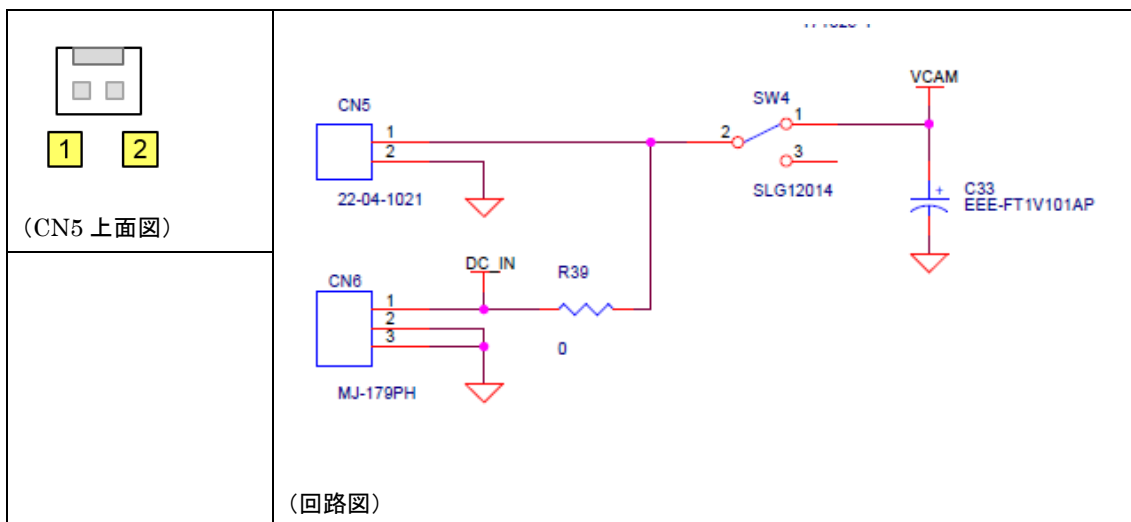 1 2
(CN5 上面図)
VCAM
SW4
CN5
1
1
2
2
3
SLG12014
22-04-1021
+
C33
EEE-FT1V101AP
DC_IN
R39
CN6
1
2
3
0
MJ-179PH
(回路図)